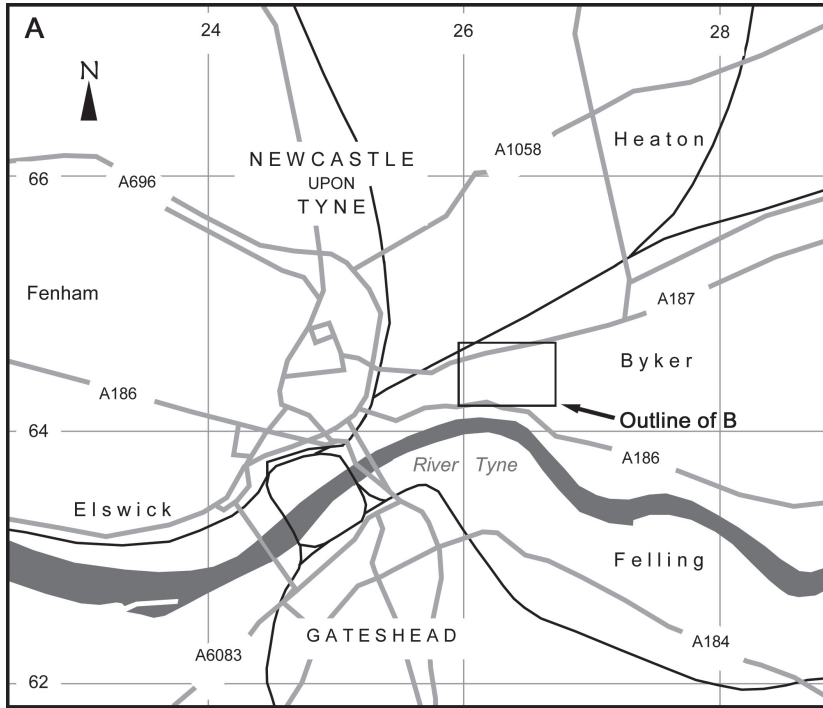 A
24
26
28
N
Heaton
A1058
NEWCASTLE
UPON
TYNE
66
A696
Fenham
A187
Byker
A186
Outline of B
64
River Tyne
A186
Elswick
Felling
GATESHEAD
A184
A6083
62